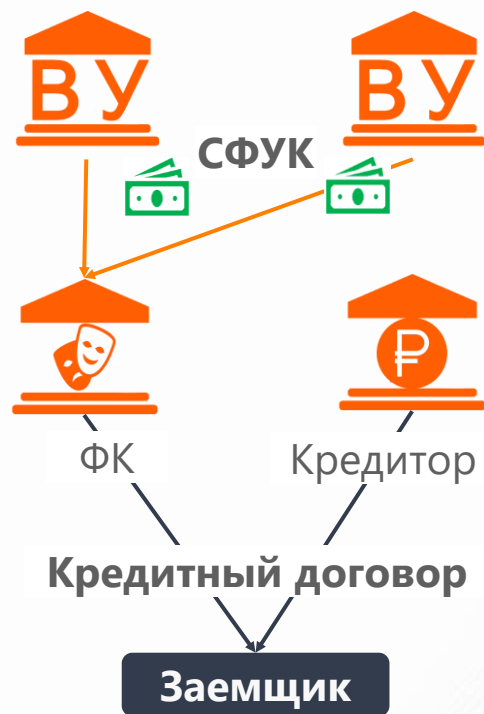 ВУ ВУ
СФУК
₽
ФК Кредитор
Кредитный договор
Заемщик